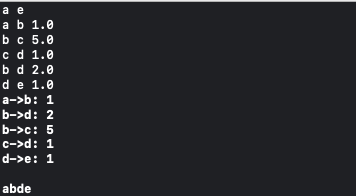 a e
a b 1.0
b c 5.0
c d 1.0
b d 2.0
d e 1.0
a->b: 1
b->d: 2
b->c: 5
c->d: 1
d->e: 1
abde